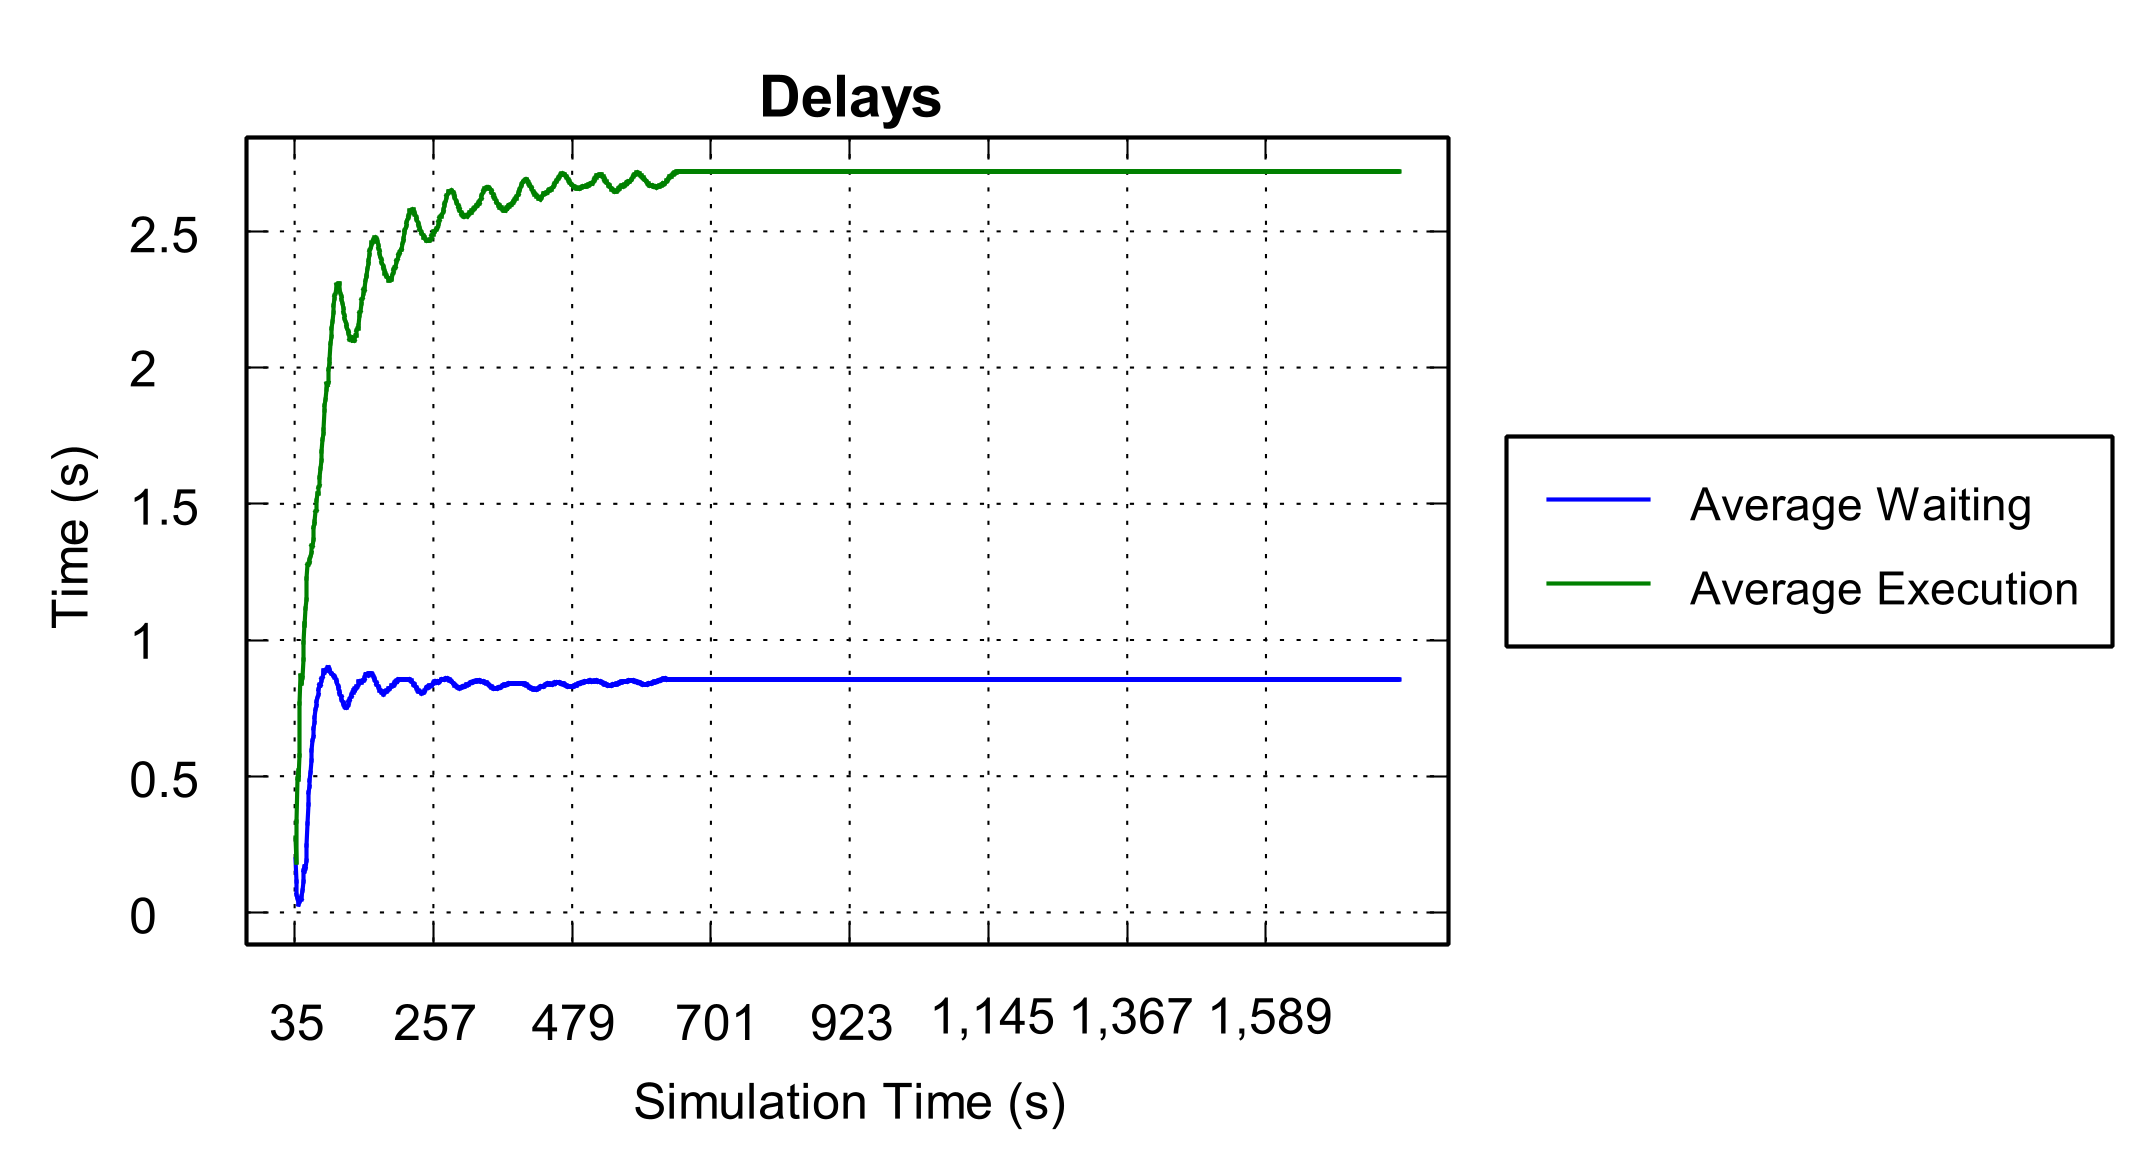 Delays
2.5
2
1.5
1
0.5
0
Time (s)
35 257 479 701 923 1,145 1,367 1,589
Simulation Time (s)
Average Waiting
Average Execution